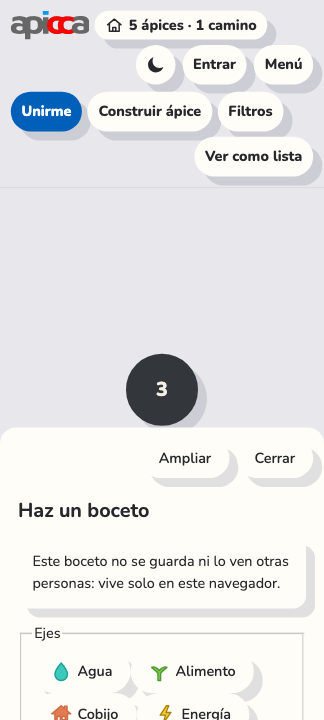 apicca
5 ápices · 1 camino
Entrar
Menú
Unirme
Construir ápice
Filtros
Ver como lista
3
Ampliar
Cerrar
Haz un boceto
Este boceto no se guarda ni lo ven otras
personas: vive solo en este navegador.
Ejes
Agua
Alimento
Cobijo
Energía